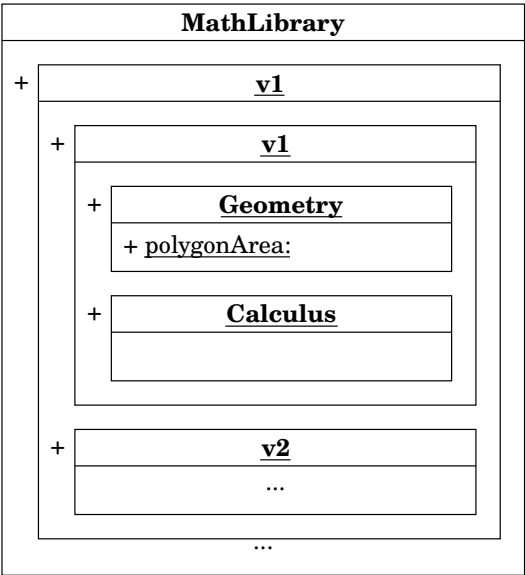 MathLibrary
+ v1
+ v1
+ Geometry
+ polygonArea:
+ Calculus
+ v2
...
...